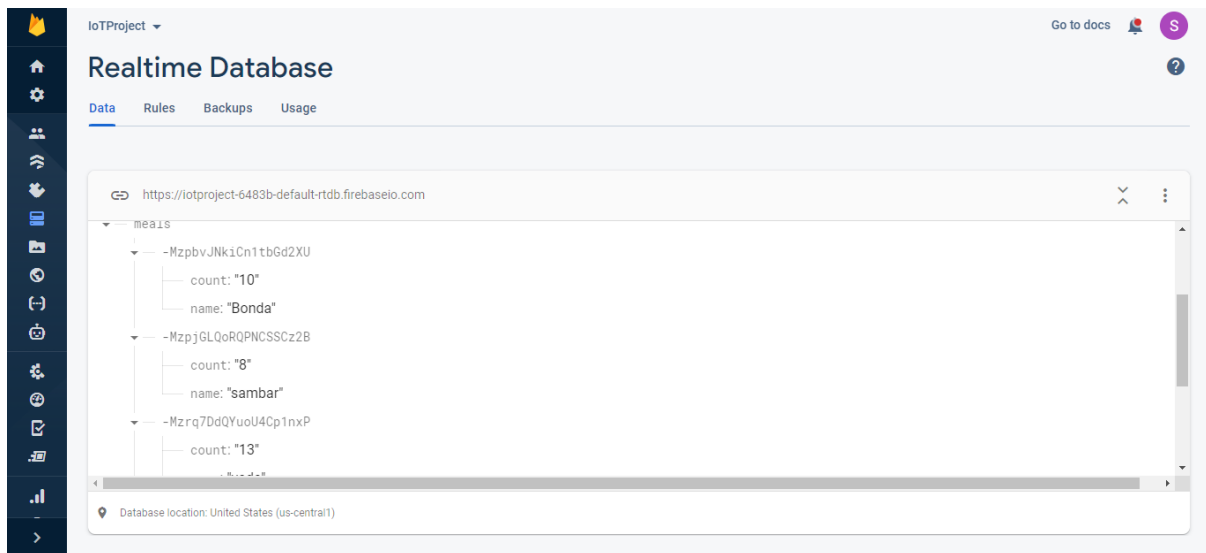 IoTProject
Go to docs
S
Realtime Database
Data Rules Backups Usage
https://iotproject-6483b-default-rtdb.firebaseio.com
meals
-MzpbvJNkiCn1tbGd2XU
count: "10"
name: "Bonda"
-MzpjGLQoRQPNCSSCz2B
count: "8"
name: "sambar"
-Mzrq7DdQYuoU4Cp1nxP
count: "13"
Database location: United States (us-central1)